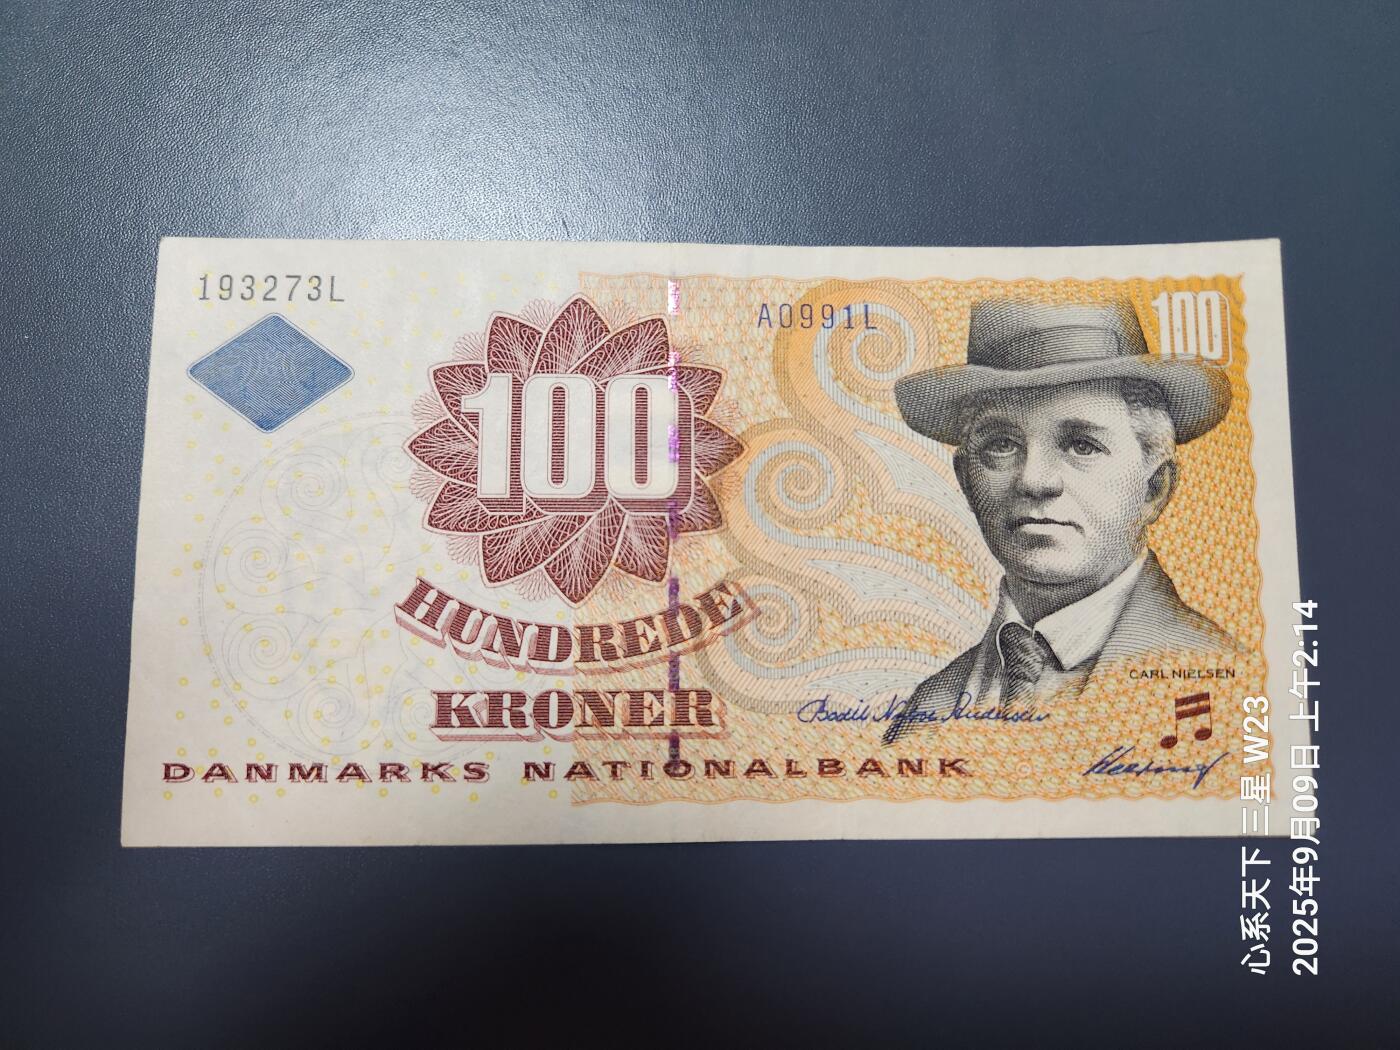 193273L
A0991L
100
100
HUNDREDE
KRONER
CARL NIELSEN
DANMARKS NATIONALBANK
心系天下 三星 W23
2025年9月09日 上午2:14